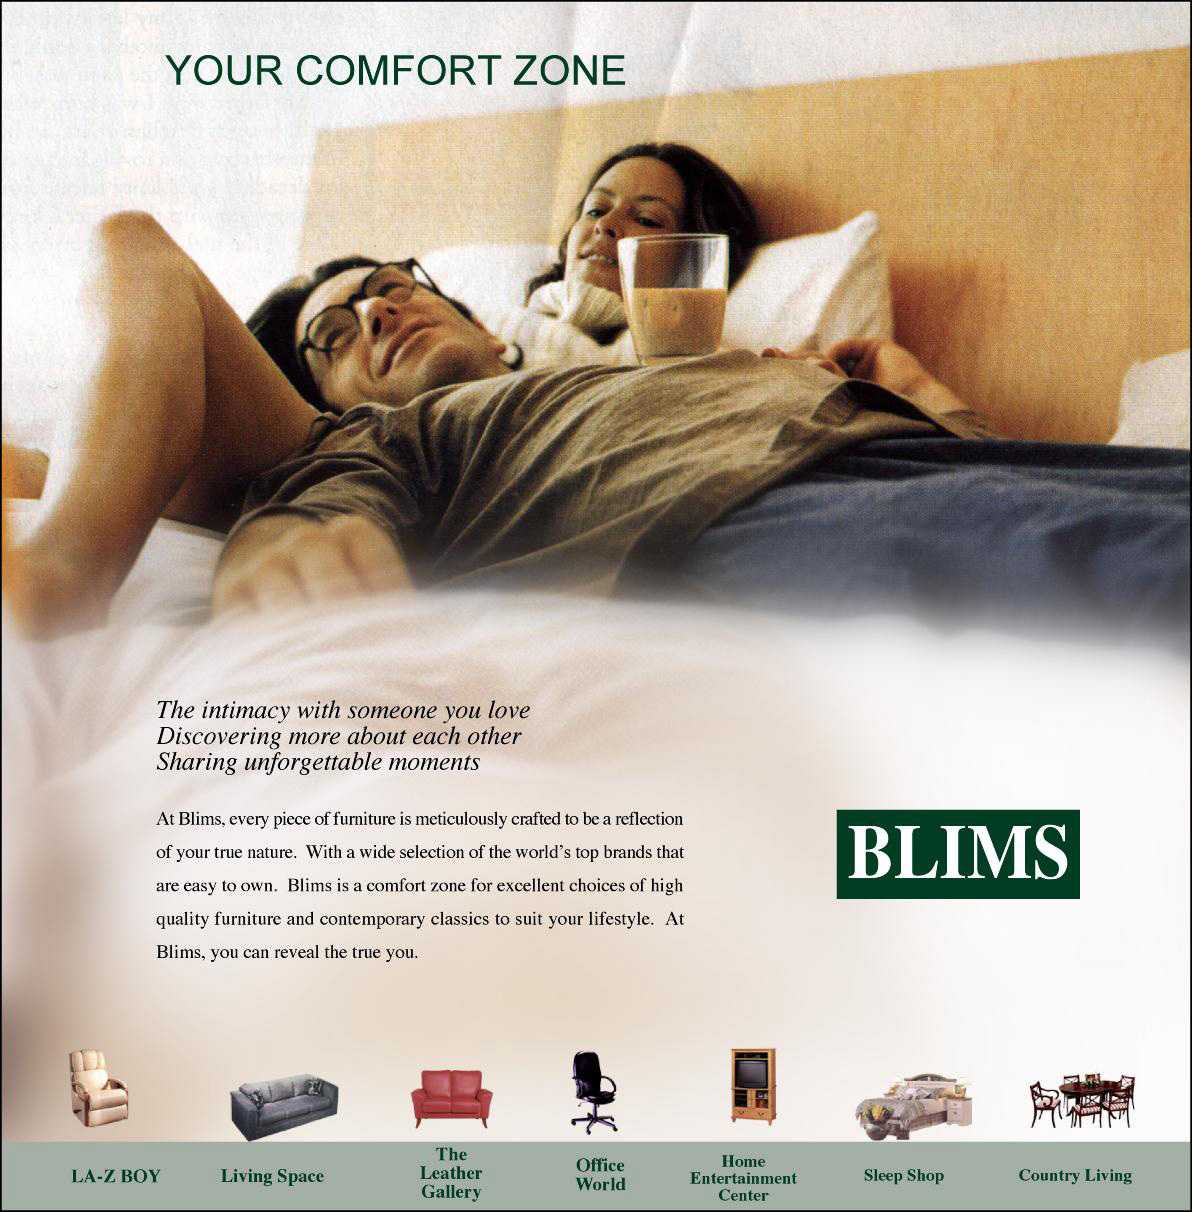 YOUR COMFORT ZONE
The intimacy with someone you love
Discovering more about each other
Sharing unforgettable moments
At Blims, every piece of furniture is meticulously crafted to be a reflection
of your true nature.  With a wide selection of the world's top brands that
are easy to own.  Blims is a comfort zone for excellent choices of high
quality furniture and contemporary classics to suit your lifestyle.  At
Blims, you can reveal the true you.
BLIMS
LA-Z BOY
Living Space
The
Leather
Gallery
Office
World
Home
Entertainment
Center
Sleep Shop
Country Living